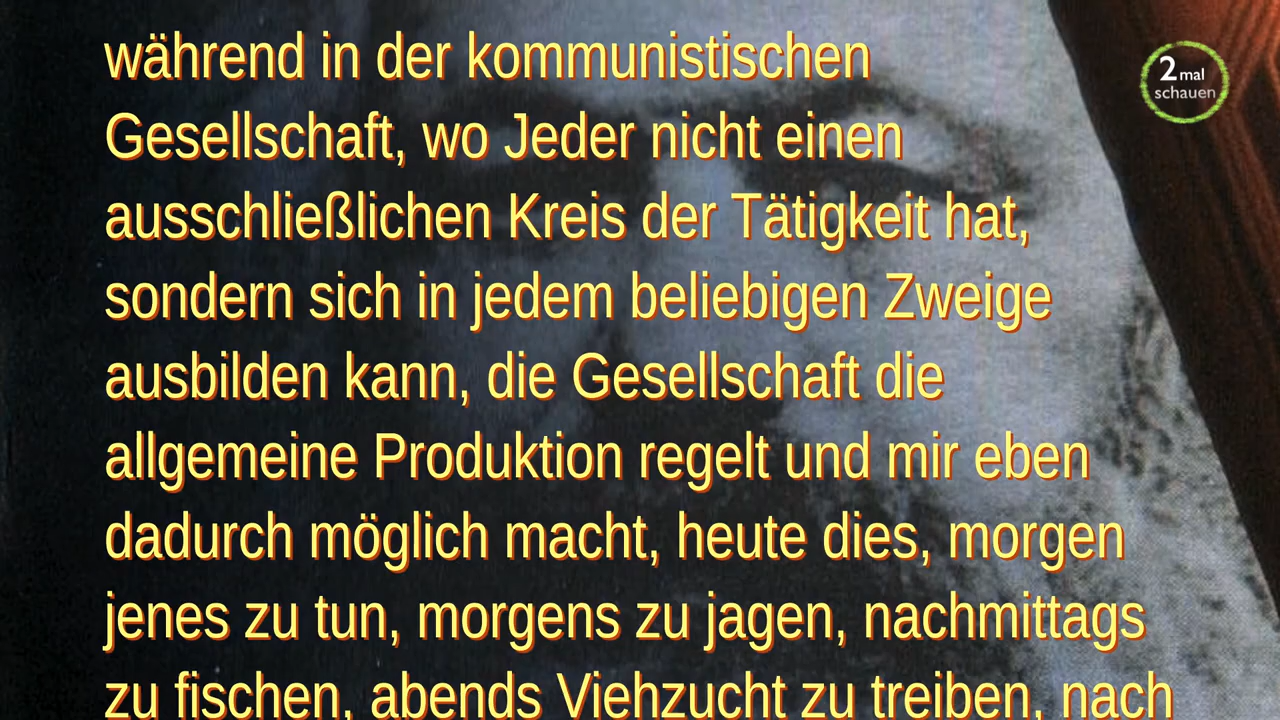 während in der kommunistischen
Gesellschaft, wo Jeder nicht einen
ausschließlichen Kreis der Tätigkeit hat,
sondern sich in jedem beliebigen Zweige
ausbilden kann, die Gesellschaft die
allgemeine Produktion regelt und mir eben
dadurch möglich macht, heute dies, morgen
jenes zu tun, morgens zu jagen, nachmittags
zu fischen, abends Viehzucht zu treiben, nach
2 mal
schauen